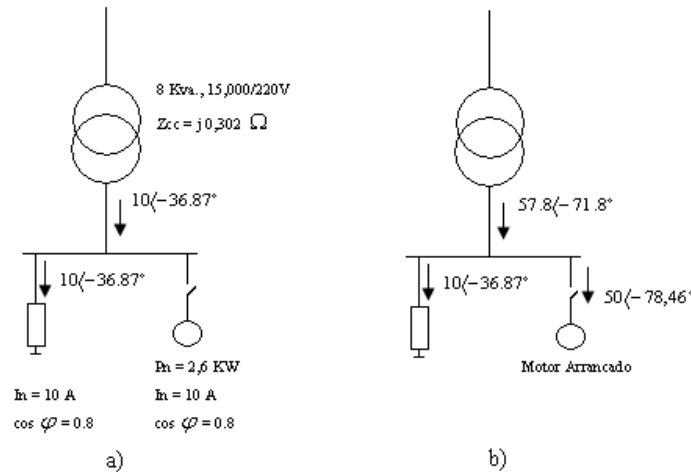 8 Kva., 15,000/220V
Zcc = j 0,302 Ω
10⟨−36.87°
10⟨−36.87°
Pn = 2,6 KW
In = 10 A
In = 10 A
cos φ = 0.8
cos φ = 0.8
a)
57.8⟨−71.8°
10⟨−36.87°
50⟨−78,46°
Motor Arrancado
b)